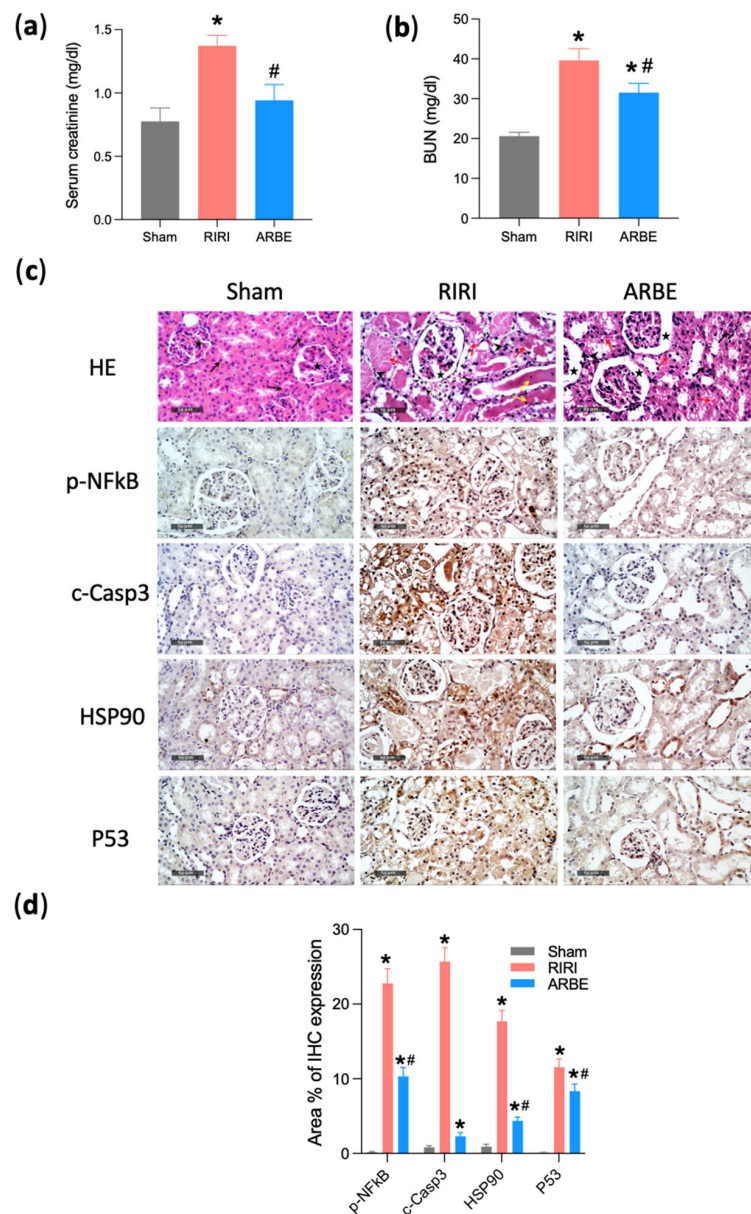 (a)
Serum creatinine (mg/dl)
1.5
1.0
0.5
0.0
*
#
Sham RIRI ARBE
(b)
BUN (mg/dl)
50
40
30
20
10
0
*
*#
Sham RIRI ARBE
(c)
Sham RIRI ARBE
HE
p-NFkB
c-Casp3
HSP90
P53
(d)
Area % of IHC expression
30
20
10
0
Sham
RIRI
ARBE
*
*#
*
*
*
*#
*
*#
p-NFkB c-Casp3 HSP90 P53